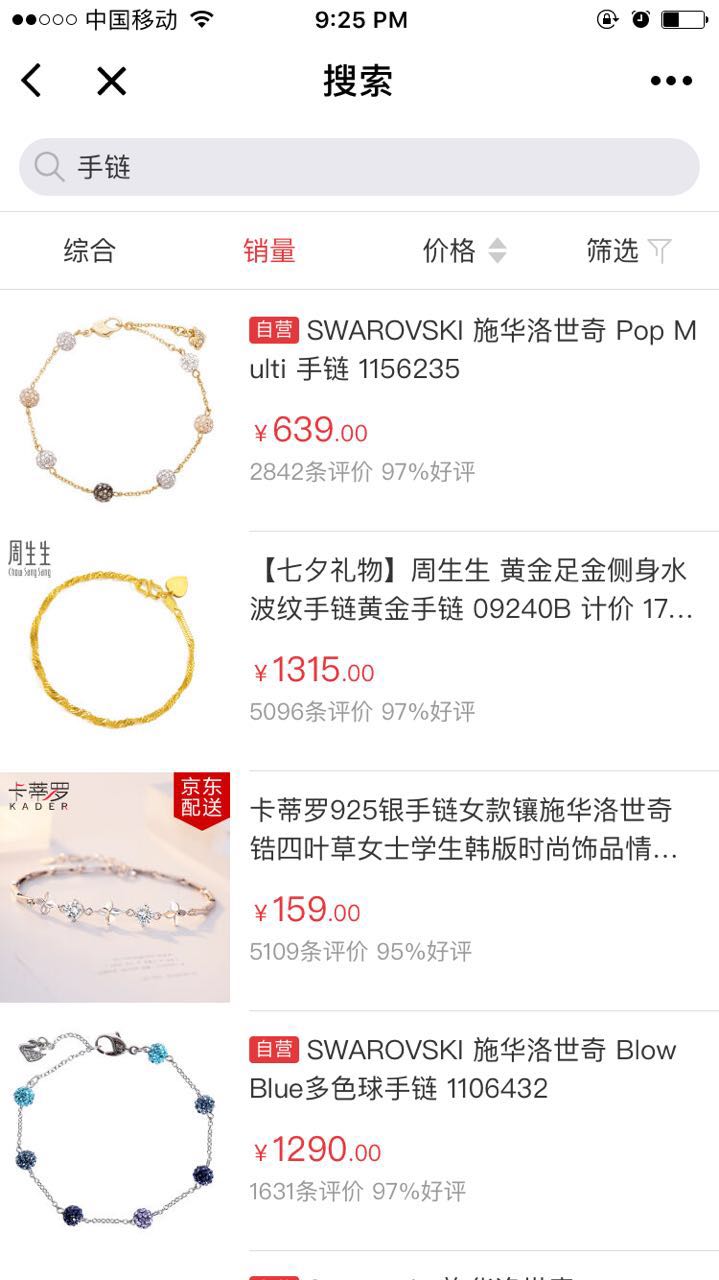 中国移动
9:25 PM
搜索
手链
综合
销量
价格
筛选
自营 SWAROVSKI 施华洛世奇 Pop M
ulti 手链 1156235
¥639.00
2842条评价 97%好评
周生生
Chow Sang Sang
【七夕礼物】周生生 黄金足金侧身水
波纹手链黄金手链 09240B 计价 17...
¥1315.00
5096条评价 97%好评
卡蒂罗
KADER
京东
配送
卡蒂罗925银手链女款镶施华洛世奇
锆四叶草女士学生韩版时尚饰品情...
¥159.00
5109条评价 95%好评
自营 SWAROVSKI 施华洛世奇 Blow
Blue多色球手链 1106432
¥1290.00
1631条评价 97%好评